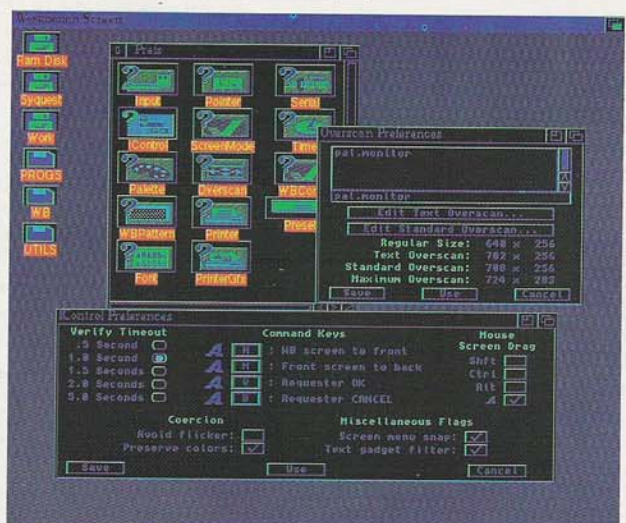 Workbench Screen
Ram Disk
Syquest
Work
PROGS
WB
UTILS
Prefs
Input
Pointer
Serial
IControl
ScreenMode
Time
Palette
Overscan
WBCon
WBPattern
Printer
Preset
Font
PrinterGfx
Overscan Preferences
pal.monitor
pal.monitor
Edit Text Overscan...
Edit Standard Overscan...
Regular Size: 640 x 256
Text Overscan: 702 x 256
Standard Overscan: 708 x 256
Maximum Overscan: 724 x 283
Save Use Cancel
IControl Preferences
Verify Timeout
.5 Second
1.0 Second
1.5 Seconds
2.0 Seconds
5.0 Seconds
Command Keys
A N : WB screen to front
A M : Front screen to back
A V : Requester OK
A B : Requester CANCEL
Mouse
Screen Drag
Shft
Ctrl
Alt
A
Coercion
Avoid flicker:
Preserve colors:
Miscellaneous Flags
Screen menu snap:
Text gadget filter:
Save Use Cancel